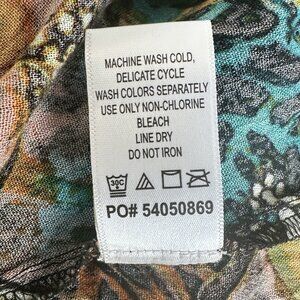 MACHINE WASH COLD,
DELICATE CYCLE
WASH COLORS SEPARATELY
USE ONLY NON-CHLORINE
BLEACH
LINE DRY
DO NOT IRON
30C
PO# 54050869